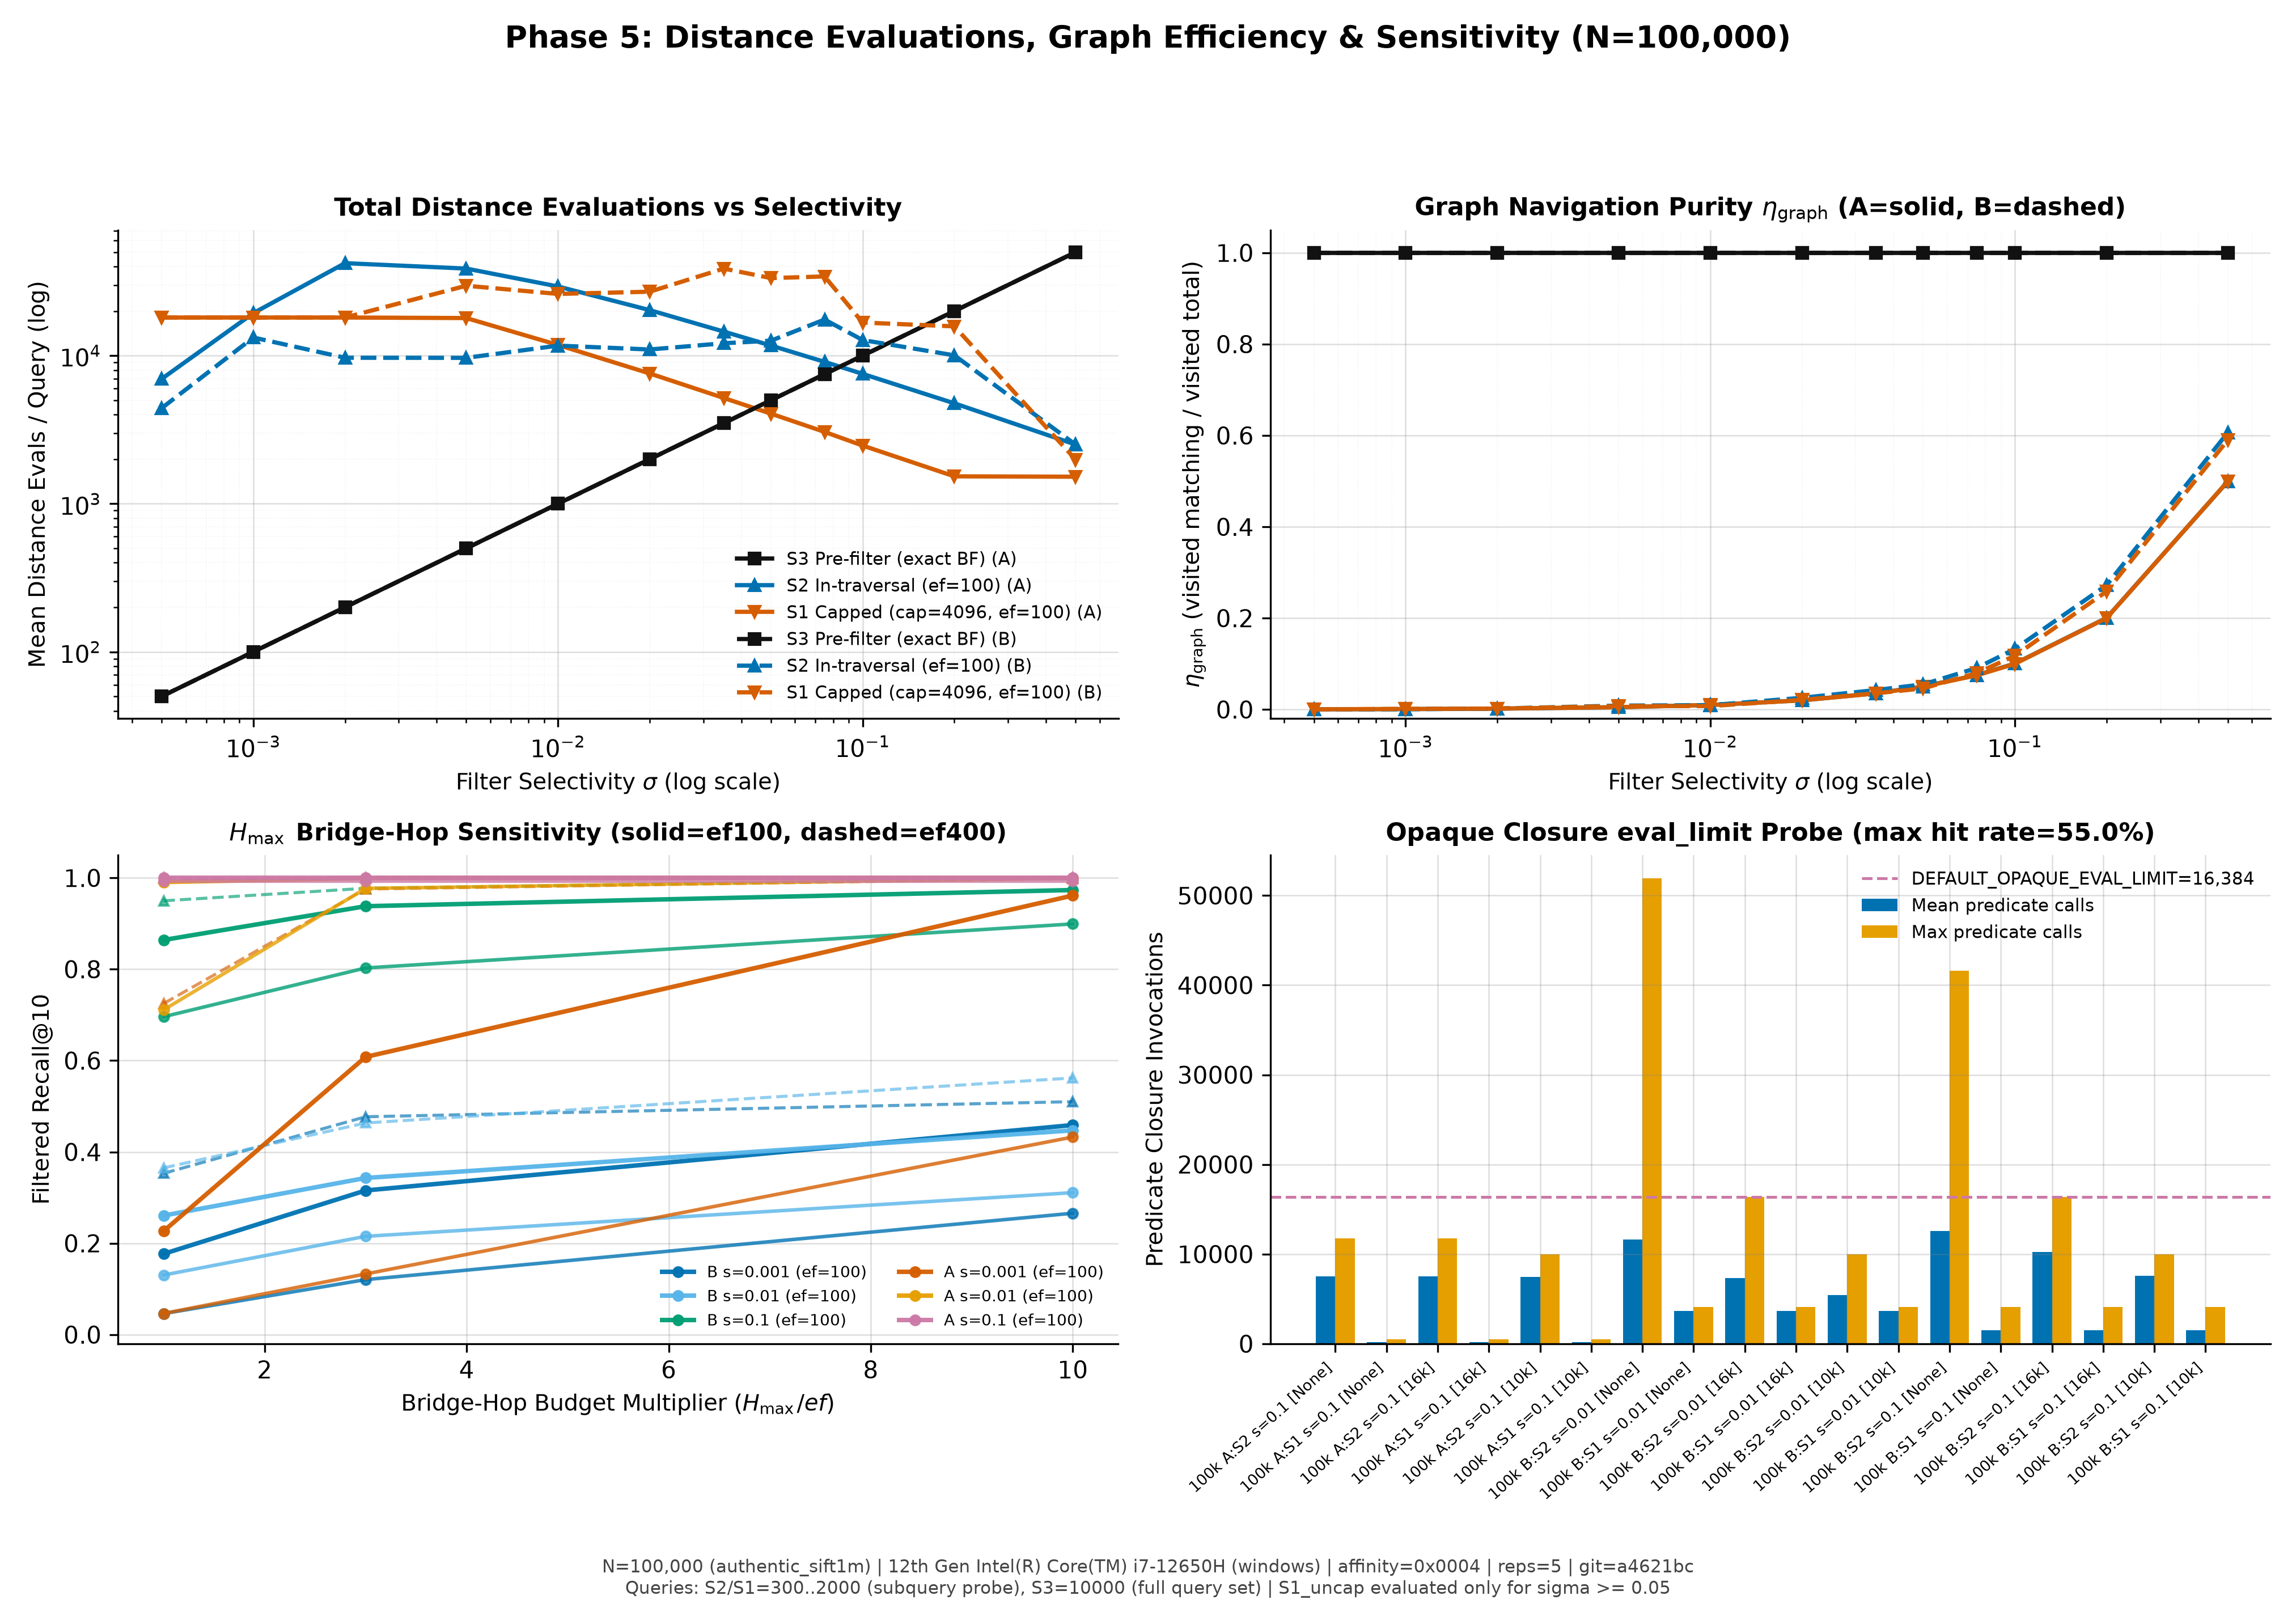 Phase 5: Distance Evaluations, Graph Efficiency & Sensitivity (N=100,000)
Total Distance Evaluations vs Selectivity
Mean Distance Evals / Query (log)
10⁴
10³
10²
S3 Pre-filter (exact BF) (A)
S2 In-traversal (ef=100) (A)
S1 Capped (cap=4096, ef=100) (A)
S3 Pre-filter (exact BF) (B)
S2 In-traversal (ef=100) (B)
S1 Capped (cap=4096, ef=100) (B)
10⁻³ 10⁻² 10⁻¹
Filter Selectivity σ (log scale)
Graph Navigation Purity η_graph (A=solid, B=dashed)
η_graph (visited matching / visited total)
1.0
0.8
0.6
0.4
0.2
0.0
10⁻³ 10⁻² 10⁻¹
Filter Selectivity σ (log scale)
H_max Bridge-Hop Sensitivity (solid=ef100, dashed=ef400)
Filtered Recall@10
1.0
0.8
0.6
0.4
0.2
0.0
B s=0.001 (ef=100)
B s=0.01 (ef=100)
B s=0.1 (ef=100)
A s=0.001 (ef=100)
A s=0.01 (ef=100)
A s=0.1 (ef=100)
2 4 6 8 10
Bridge-Hop Budget Multiplier (H_max/ef)
Opaque Closure eval_limit Probe (max hit rate=55.0%)
Predicate Closure Invocations
50000
40000
30000
20000
10000
0
DEFAULT_OPAQUE_EVAL_LIMIT=16,384
Mean predicate calls
Max predicate calls
100k A:S2 s=0.1 [None]
100k A:S1 s=0.1 [None]
100k A:S2 s=0.1 [16k]
100k A:S1 s=0.1 [16k]
100k A:S2 s=0.1 [10k]
100k A:S1 s=0.1 [10k]
100k B:S2 s=0.01 [None]
100k B:S1 s=0.01 [None]
100k B:S2 s=0.01 [16k]
100k B:S1 s=0.01 [16k]
100k B:S2 s=0.01 [10k]
100k B:S1 s=0.01 [10k]
100k B:S2 s=0.1 [None]
100k B:S1 s=0.1 [None]
100k B:S2 s=0.1 [16k]
100k B:S1 s=0.1 [16k]
100k B:S2 s=0.1 [10k]
100k B:S1 s=0.1 [10k]
N=100,000 (authentic_sift1m) | 12th Gen Intel(R) Core(TM) i7-12650H (windows) | affinity=0x0004 | reps=5 | git=a4621bc
Queries: S2/S1=300..2000 (subquery probe), S3=10000 (full query set) | S1_uncap evaluated only for sigma >= 0.05